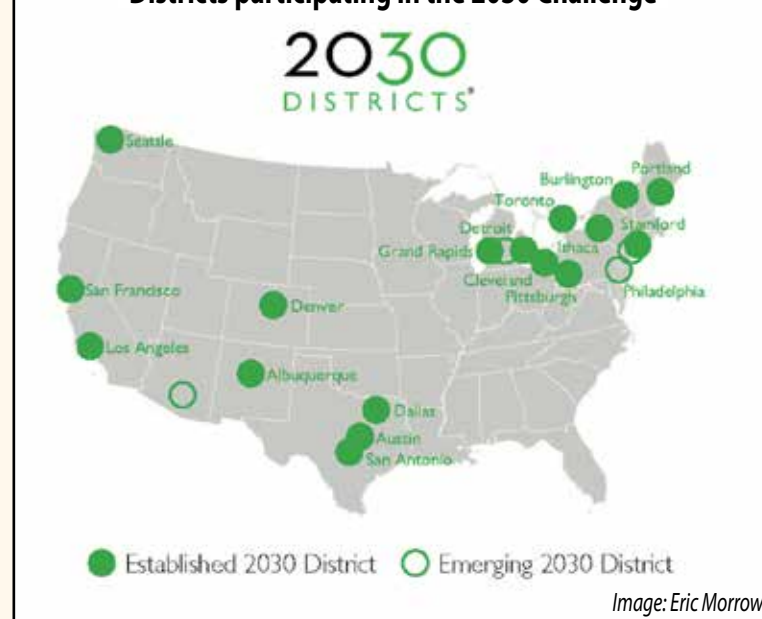 Districts participating in the 2030 Challenge
2030
DISTRICTS®
Seattle
Portland
Burlington
Toronto
Stamford
Detroit
Ithaca
Grand Rapids
Cleveland
Pittsburgh
Philadelphia
San Francisco
Denver
Los Angeles
Albuquerque
Dallas
Austin
San Antonio
Established 2030 District
Emerging 2030 District
Image: Eric Morrow